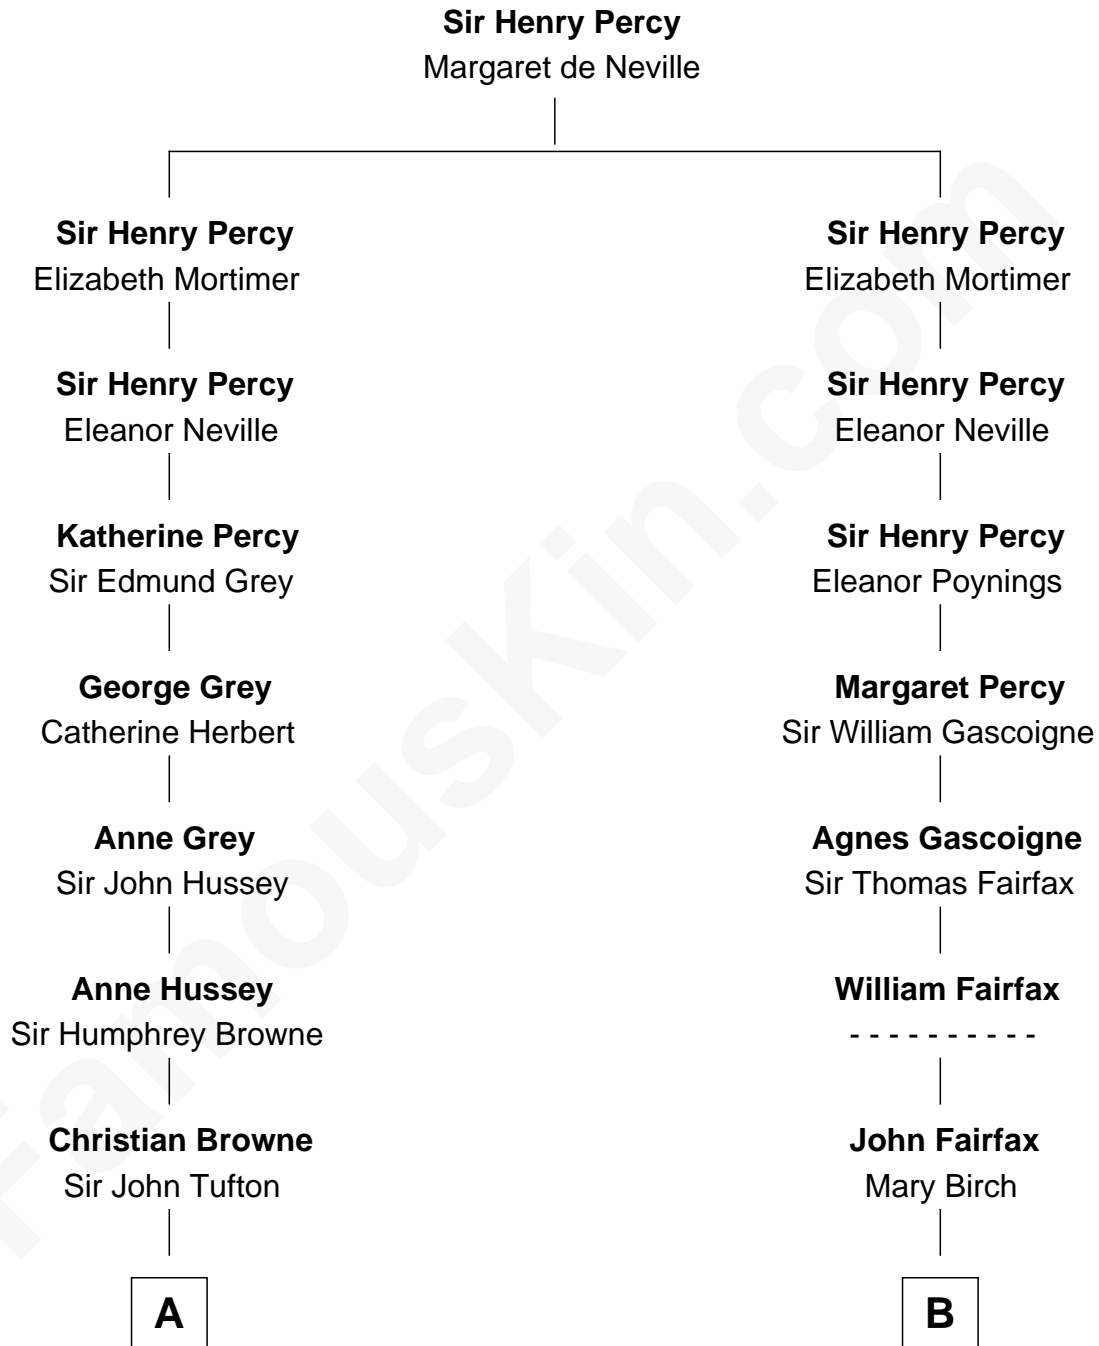 Sir Henry Percy
Margaret de Neville
Sir Henry Percy
Elizabeth Mortimer
Sir Henry Percy
Elizabeth Mortimer
Sir Henry Percy
Eleanor Neville
Sir Henry Percy
Eleanor Neville
Katherine Percy
Sir Edmund Grey
Sir Henry Percy
Eleanor Poynings
George Grey
Catherine Herbert
Margaret Percy
Sir William Gascoigne
Anne Grey
Sir John Hussey
Agnes Gascoigne
Sir Thomas Fairfax
Anne Hussey
Sir Humphrey Browne
William Fairfax
- - - - - - - - - -
Christian Browne
Sir John Tufton
John Fairfax
Mary Birch
A
B
FamousKin.com